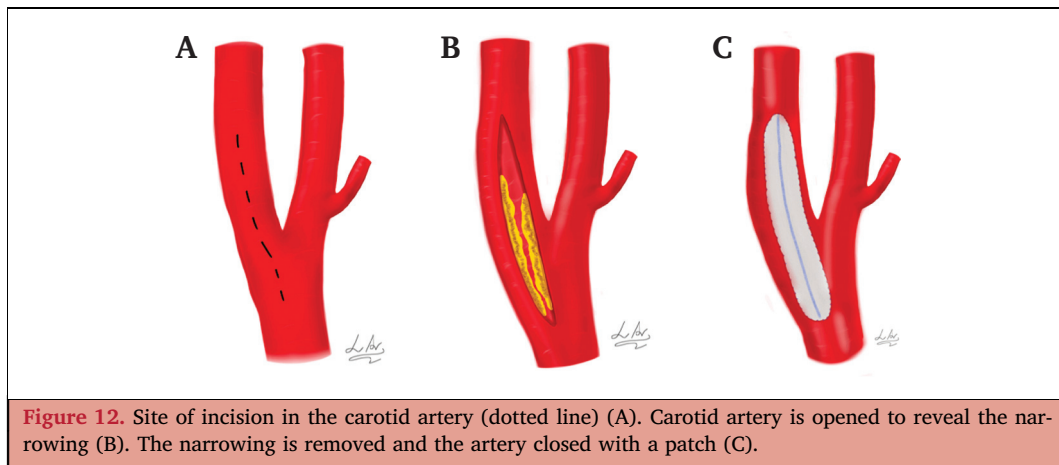 A
B
C
Figure 12. Site of incision in the carotid artery (dotted line) (A). Carotid artery is opened to reveal the nar-
rowing (B). The narrowing is removed and the artery closed with a patch (C).